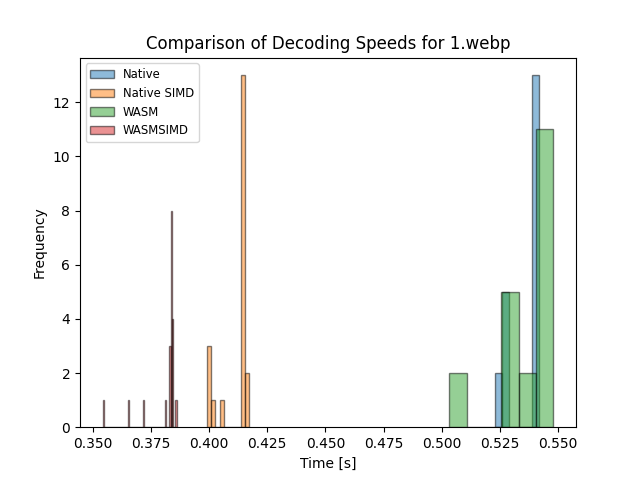 Comparison of Decoding Speeds for 1.webp
Native
Native SIMD
WASM
WASMSIMD
12
10
8
6
4
2
0
Frequency
0.350 0.375 0.400 0.425 0.450 0.475 0.500 0.525 0.550
Time [s]